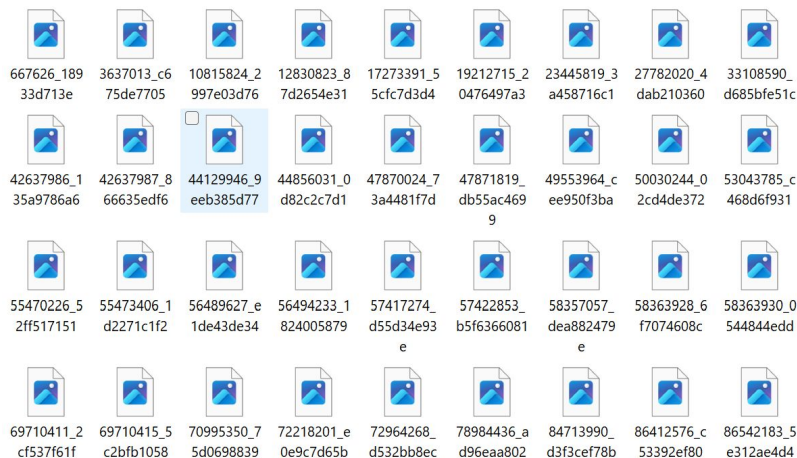 667626_189
33d713e
3637013_c6
75de7705
10815824_2
997e03d76
12830823_8
7d2654e31
17273391_5
5cfc7d3d4
19212715_2
0476497a3
23445819_3
a458716c1
27782020_4
dab210360
33108590_
d685bfe51c
42637986_1
35a9786a6
42637987_8
66635edf6
44129946_9
eeb385d77
44856031_0
d82c2c7d1
47870024_7
3a4481f7d
47871819_
db55ac469
9
49553964_c
ee950f3ba
50030244_0
2cd4de372
53043785_c
468d6f931
55470226_5
2ff517151
55473406_1
d2271c1f2
56489627_e
1de43de34
56494233_1
824005879
57417274_
d55d34e93
e
57422853_
b5f6366081
58357057_
dea882479
e
58363928_6
f7074608c
58363930_0
544844edd
69710411_2
cf537f61f
69710415_5
c2bfb1058
70995350_7
5d0698839
72218201_e
0e9c7d65b
72964268_
d532bb8ec
78984436_a
d96eaa802
84713990_
d3f3cef78b
86412576_c
53392ef80
86542183_5
e312ae4d4